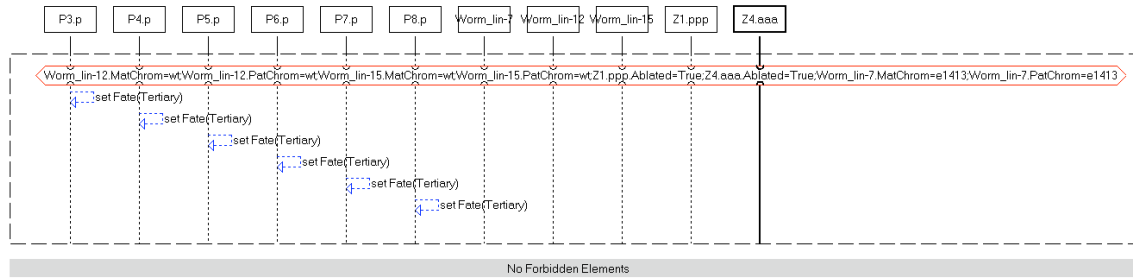 P3.p P4.p P5.p P6.p P7.p P8.p Worm_lin-7 Worm_lin-12 Worm_lin-15 Z1.ppp Z4.aaa
Worm_lin-12.MatChrom=wt;Worm_lin-12.PatChrom=wt;Worm_lin-15.MatChrom=wt;Worm_lin-15.PatChrom=wt;Z1.ppp.Ablated=True;Z4.aaa.Ablated=True;Worm_lin-7.MatChrom=e1413;Worm_lin-7.PatChrom=e1413
set Fate(Tertiary)
set Fate(Tertiary)
set Fate(Tertiary)
set Fate(Tertiary)
set Fate(Tertiary)
set Fate(Tertiary)
No Forbidden Elements